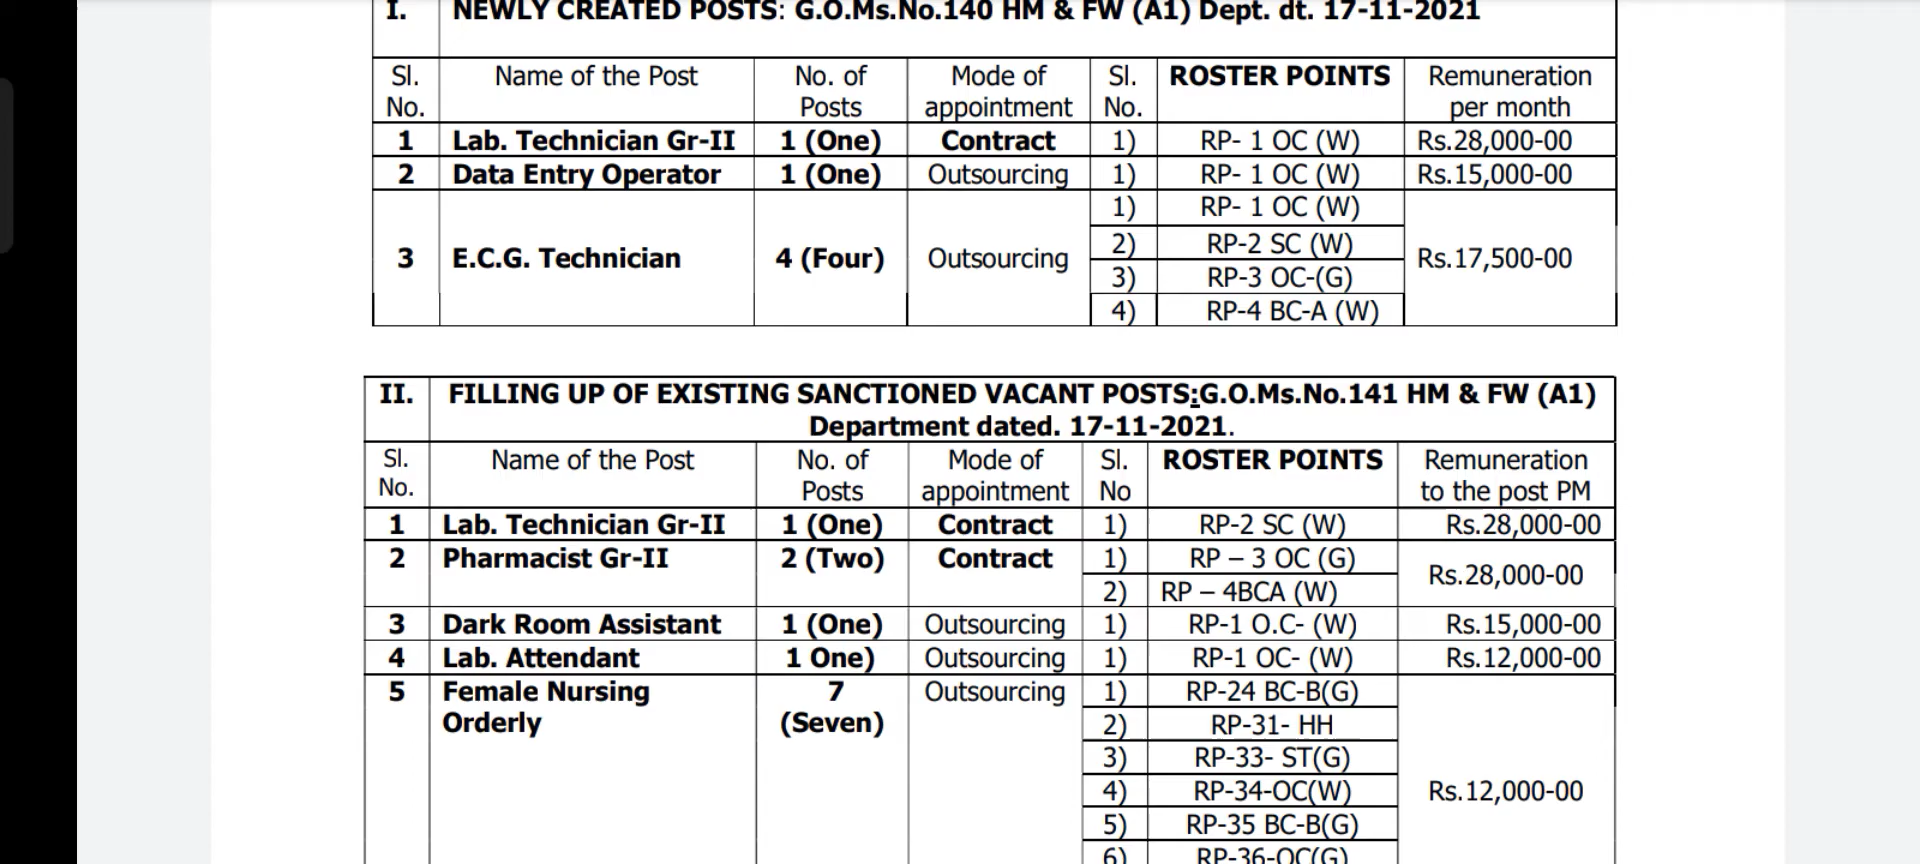 I. NEWLY CREATED POSTS: G.O.Ms.No.140 HM & FW (A1) Dept. dt. 17-11-2021
Sl. No. Name of the Post No. of Posts Mode of appointment Sl. No. ROSTER POINTS Remuneration per month
1 Lab. Technician Gr-II 1 (One) Contract 1) RP- 1 OC (W) Rs.28,000-00
2 Data Entry Operator 1 (One) Outsourcing 1) RP- 1 OC (W) Rs.15,000-00
3 E.C.G. Technician 4 (Four) Outsourcing 1) RP- 1 OC (W) Rs.17,500-00
2) RP-2 SC (W)
3) RP-3 OC-(G)
4) RP-4 BC-A (W)
II. FILLING UP OF EXISTING SANCTIONED VACANT POSTS:G.O.Ms.No.141 HM & FW (A1)
Department dated. 17-11-2021.
Sl. No. Name of the Post No. of Posts Mode of appointment Sl. No ROSTER POINTS Remuneration to the post PM
1 Lab. Technician Gr-II 1 (One) Contract 1) RP-2 SC (W) Rs.28,000-00
2 Pharmacist Gr-II 2 (Two) Contract 1) RP – 3 OC (G) Rs.28,000-00
2) RP – 4BCA (W)
3 Dark Room Assistant 1 (One) Outsourcing 1) RP-1 O.C- (W) Rs.15,000-00
4 Lab. Attendant 1 One) Outsourcing 1) RP-1 OC- (W) Rs.12,000-00
5 Female Nursing Orderly 7 (Seven) Outsourcing 1) RP-24 BC-B(G) Rs.12,000-00
2) RP-31- HH
3) RP-33- ST(G)
4) RP-34-OC(W)
5) RP-35 BC-B(G)
6) RP-36-OC(G)